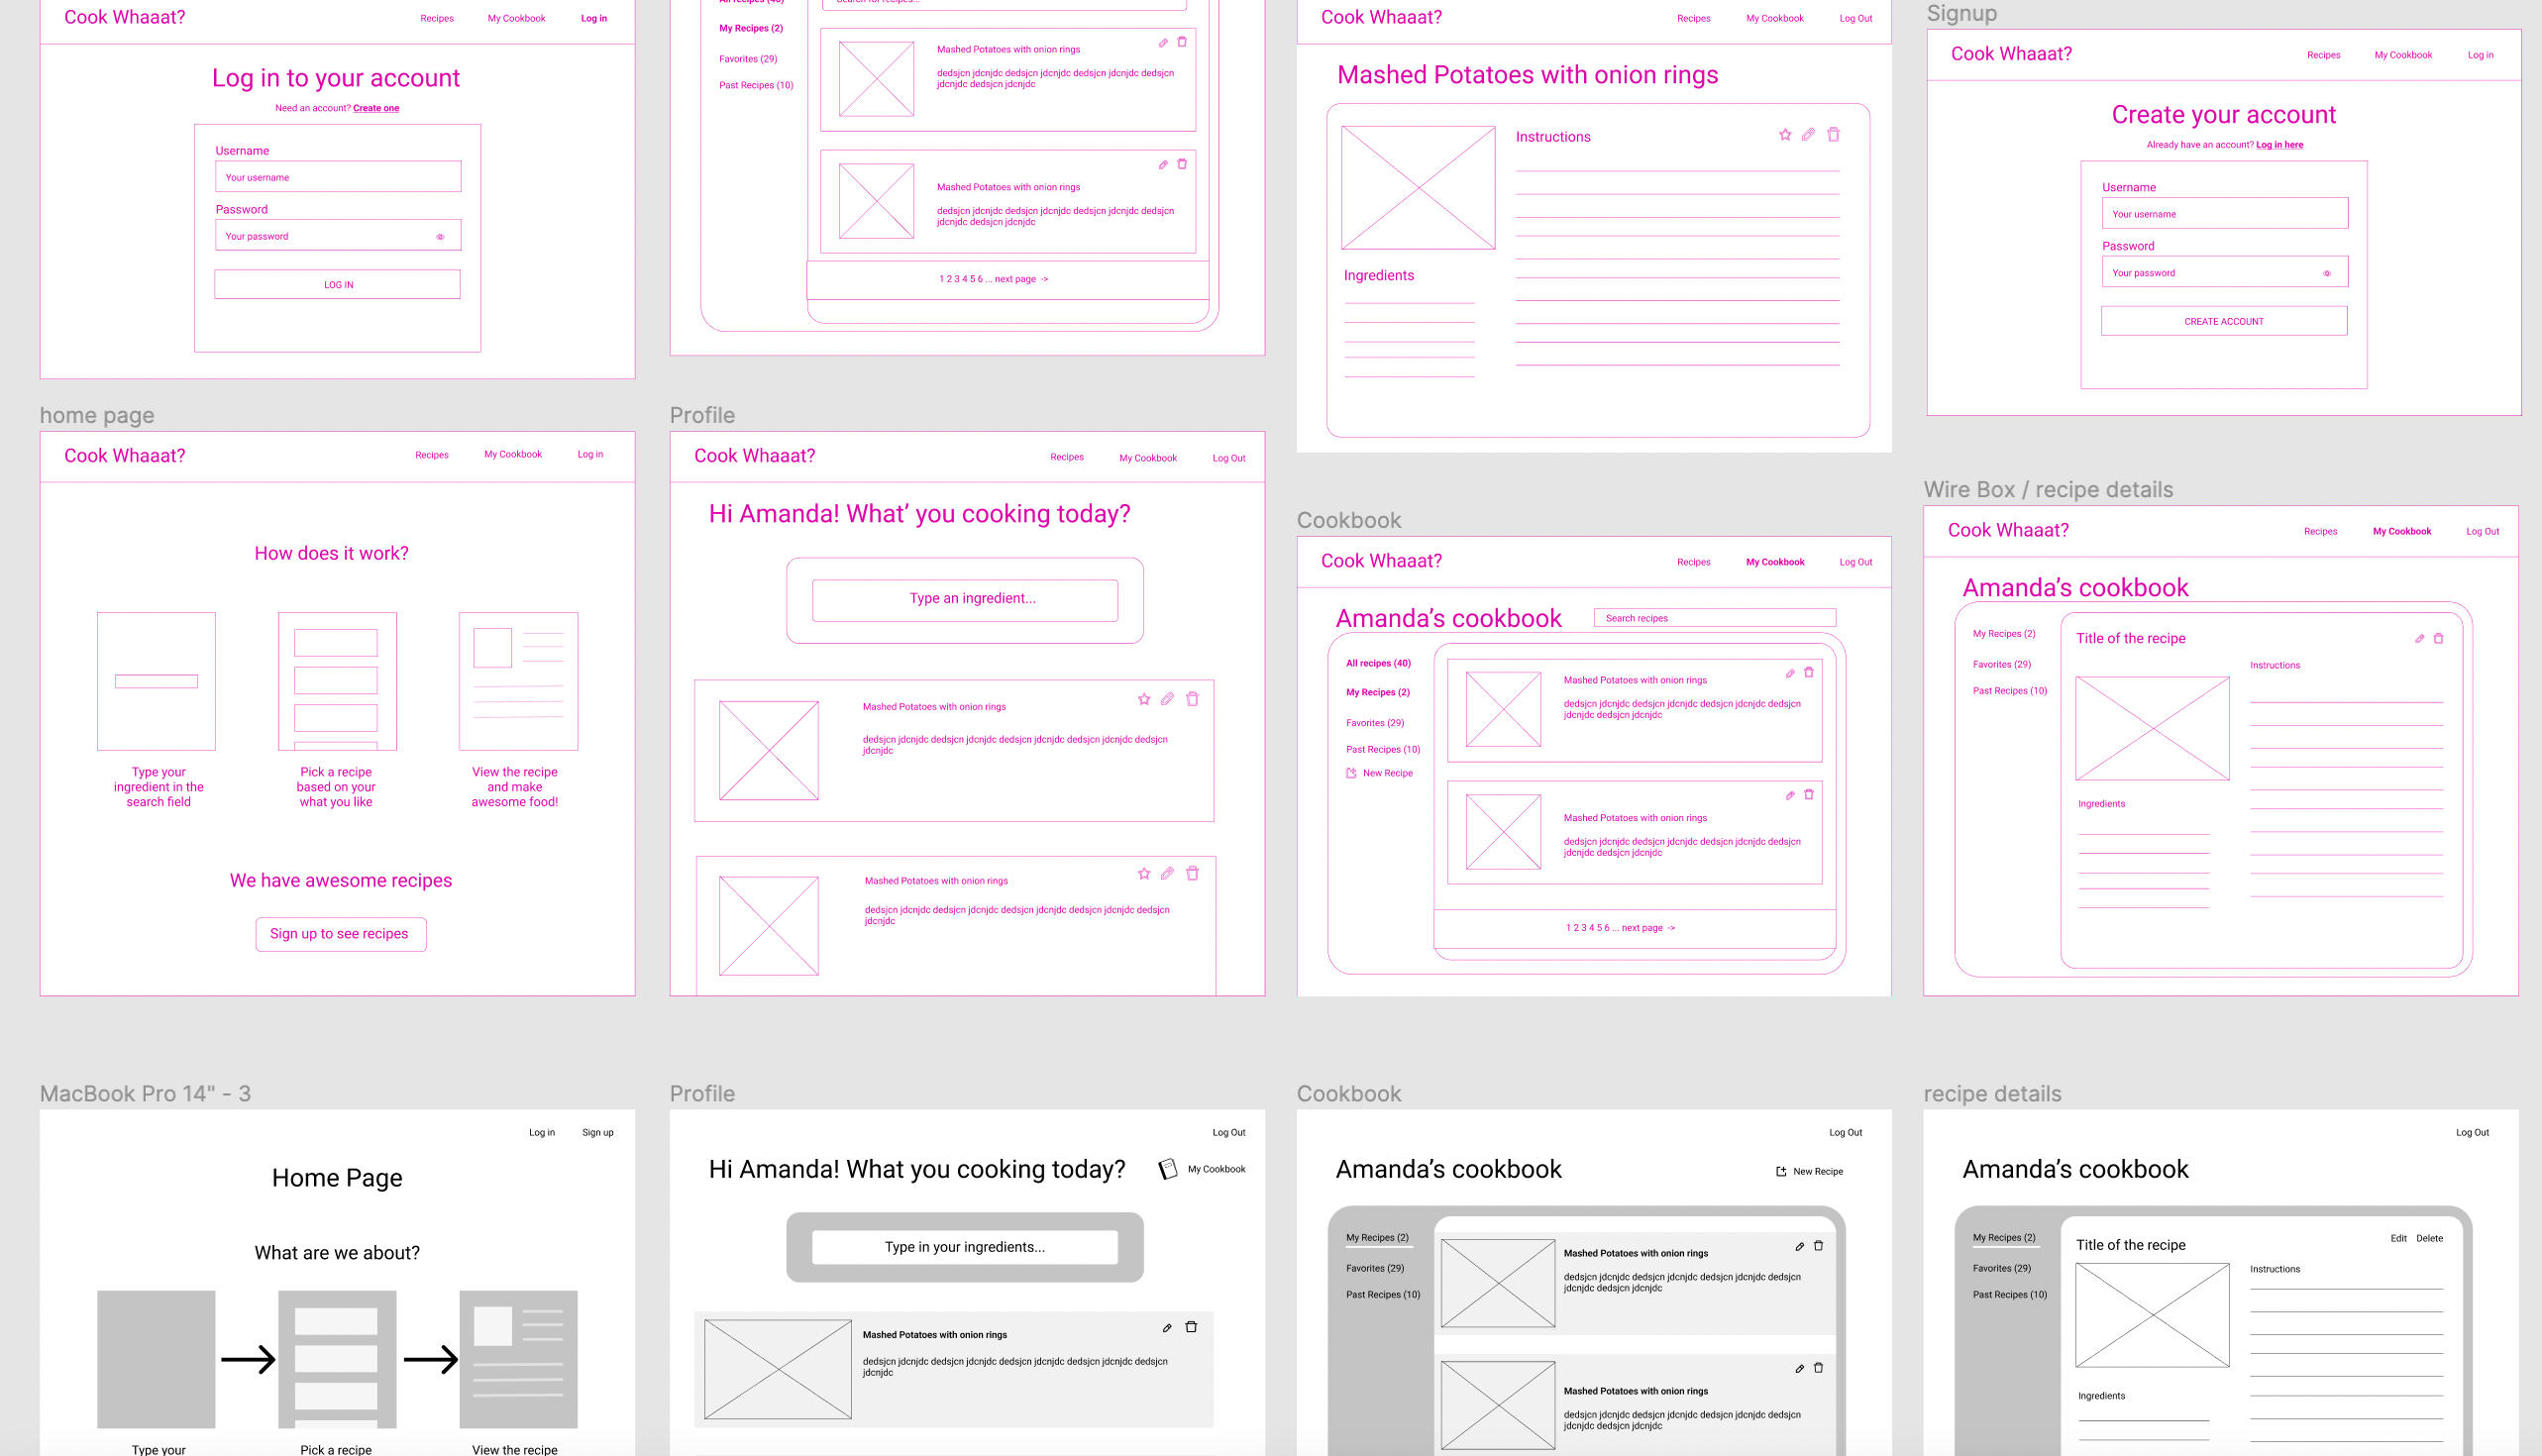 Cook Whaaat?
Recipes
My Cookbook
Log in
Log in to your account
Need an account? Create one
Username
Your username
Password
Your password
LOG IN
All recipes (40)
My Recipes (2)
Favorites (29)
Past Recipes (10)
Search for recipes...
Mashed Potatoes with onion rings
dedsjcn jdcnjdc dedsjcn jdcnjdc dedsjcn jdcnjdc dedsjcn
jdcnjdc dedsjcn jdcnjdc
Mashed Potatoes with onion rings
dedsjcn jdcnjdc dedsjcn jdcnjdc dedsjcn jdcnjdc dedsjcn
jdcnjdc dedsjcn jdcnjdc
1 2 3 4 5 6 ... next page ->
Cook Whaaat?
Recipes
My Cookbook
Log Out
Mashed Potatoes with onion rings
Instructions
Ingredients
Signup
Cook Whaaat?
Recipes
My Cookbook
Log in
Create your account
Already have an account? Log in here
Username
Your username
Password
Your password
CREATE ACCOUNT
home page
Cook Whaaat?
Recipes
My Cookbook
Log in
How does it work?
Type your
ingredient in the
search field
Pick a recipe
based on your
what you like
View the recipe
and make
awesome food!
We have awesome recipes
Sign up to see recipes
Profile
Cook Whaaat?
Recipes
My Cookbook
Log Out
Hi Amanda! What' you cooking today?
Type an ingredient...
Mashed Potatoes with onion rings
dedsjcn jdcnjdc dedsjcn jdcnjdc dedsjcn jdcnjdc dedsjcn jdcnjdc dedsjcn
jdcnjdc
Mashed Potatoes with onion rings
dedsjcn jdcnjdc dedsjcn jdcnjdc dedsjcn jdcnjdc dedsjcn jdcnjdc dedsjcn
jdcnjdc
Cookbook
Cook Whaaat?
Recipes
My Cookbook
Log Out
Amanda's cookbook
Search recipes
All recipes (40)
My Recipes (2)
Favorites (29)
Past Recipes (10)
New Recipe
Mashed Potatoes with onion rings
dedsjcn jdcnjdc dedsjcn jdcnjdc dedsjcn jdcnjdc dedsjcn
jdcnjdc dedsjcn jdcnjdc
Mashed Potatoes with onion rings
dedsjcn jdcnjdc dedsjcn jdcnjdc dedsjcn jdcnjdc dedsjcn
jdcnjdc dedsjcn jdcnjdc
1 2 3 4 5 6 ... next page ->
Wire Box / recipe details
Cook Whaaat?
Recipes
My Cookbook
Log Out
Amanda's cookbook
My Recipes (2)
Favorites (29)
Past Recipes (10)
Title of the recipe
Instructions
Ingredients
MacBook Pro 14" - 3
Log in
Sign up
Home Page
What are we about?
Type your
Pick a recipe
View the recipe
Profile
Log Out
Hi Amanda! What you cooking today?
My Cookbook
Type in your ingredients...
Mashed Potatoes with onion rings
dedsjcn jdcnjdc dedsjcn jdcnjdc dedsjcn jdcnjdc dedsjcn jdcnjdc dedsjcn
jdcnjdc
Cookbook
Log Out
Amanda's cookbook
New Recipe
My Recipes (2)
Favorites (29)
Past Recipes (10)
Mashed Potatoes with onion rings
dedsjcn jdcnjdc dedsjcn jdcnjdc dedsjcn jdcnjdc dedsjcn
jdcnjdc dedsjcn jdcnjdc
Mashed Potatoes with onion rings
dedsjcn jdcnjdc dedsjcn jdcnjdc dedsjcn jdcnjdc dedsjcn
jdcnjdc dedsjcn jdcnjdc
recipe details
Log Out
Amanda's cookbook
My Recipes (2)
Favorites (29)
Past Recipes (10)
Title of the recipe
Edit
Delete
Instructions
Ingredients